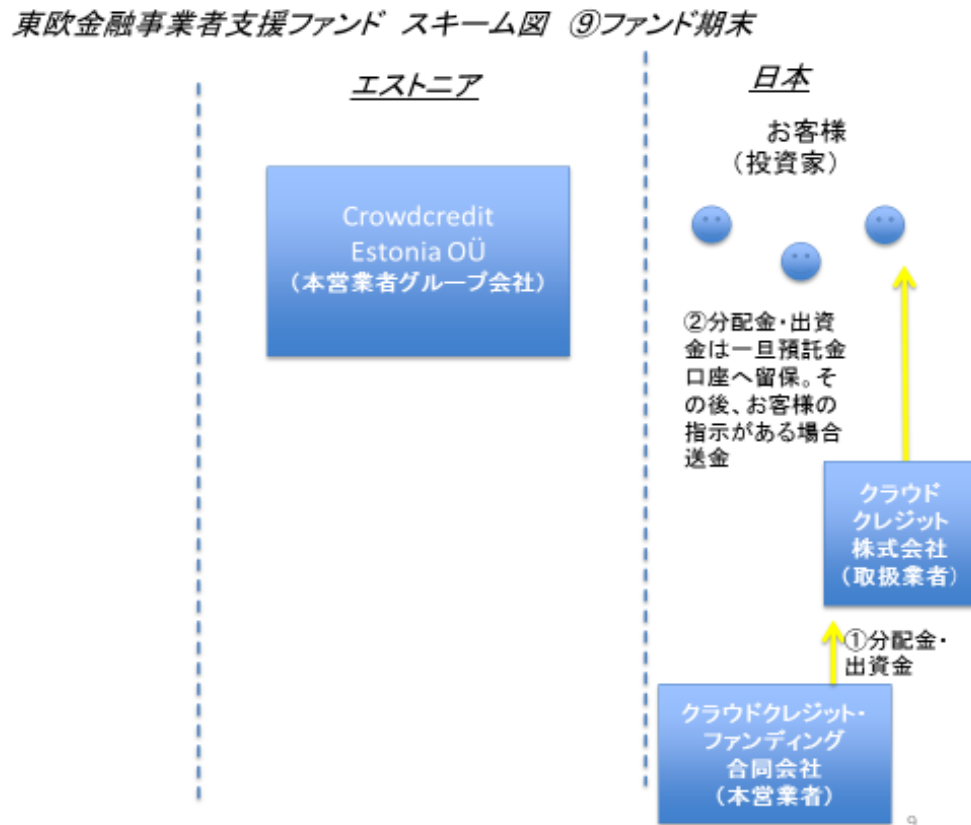 東欧金融事業者支援ファンド スキーム図 ⑨ファンド期末
エストニア
日本
お客様
（投資家）
Crowdcredit
Estonia OÜ
（本営業者グループ会社）
②分配金・出資
金は一旦預託金
口座へ留保。そ
の後、お客様の
指示がある場合
送金
クラウド
クレジット
株式会社
（取扱業者）
①分配金・
出資金
クラウドクレジット・
ファンディング
合同会社
（本営業者）
9